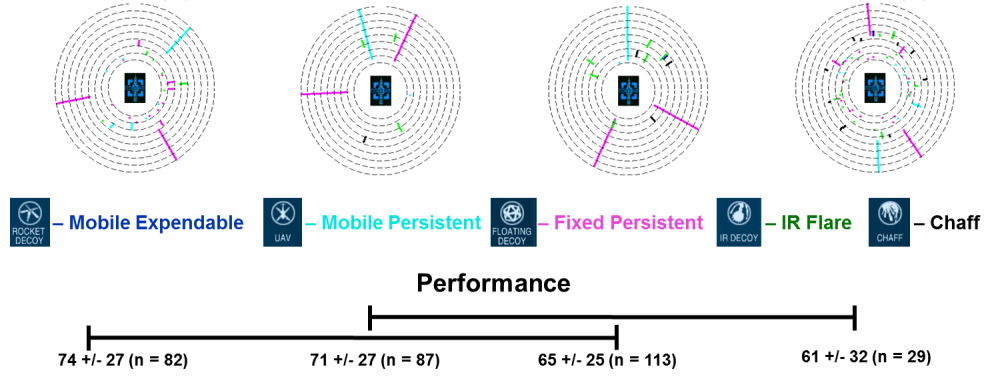 ROCKET
DECOY
– Mobile Expendable
UAV
– Mobile Persistent
FLOATING
DECOY
– Fixed Persistent
IR DECOY
– IR Flare
CHAFF
– Chaff
Performance
74 +/- 27 (n = 82)
71 +/- 27 (n = 87)
65 +/- 25 (n = 113)
61 +/- 32 (n = 29)